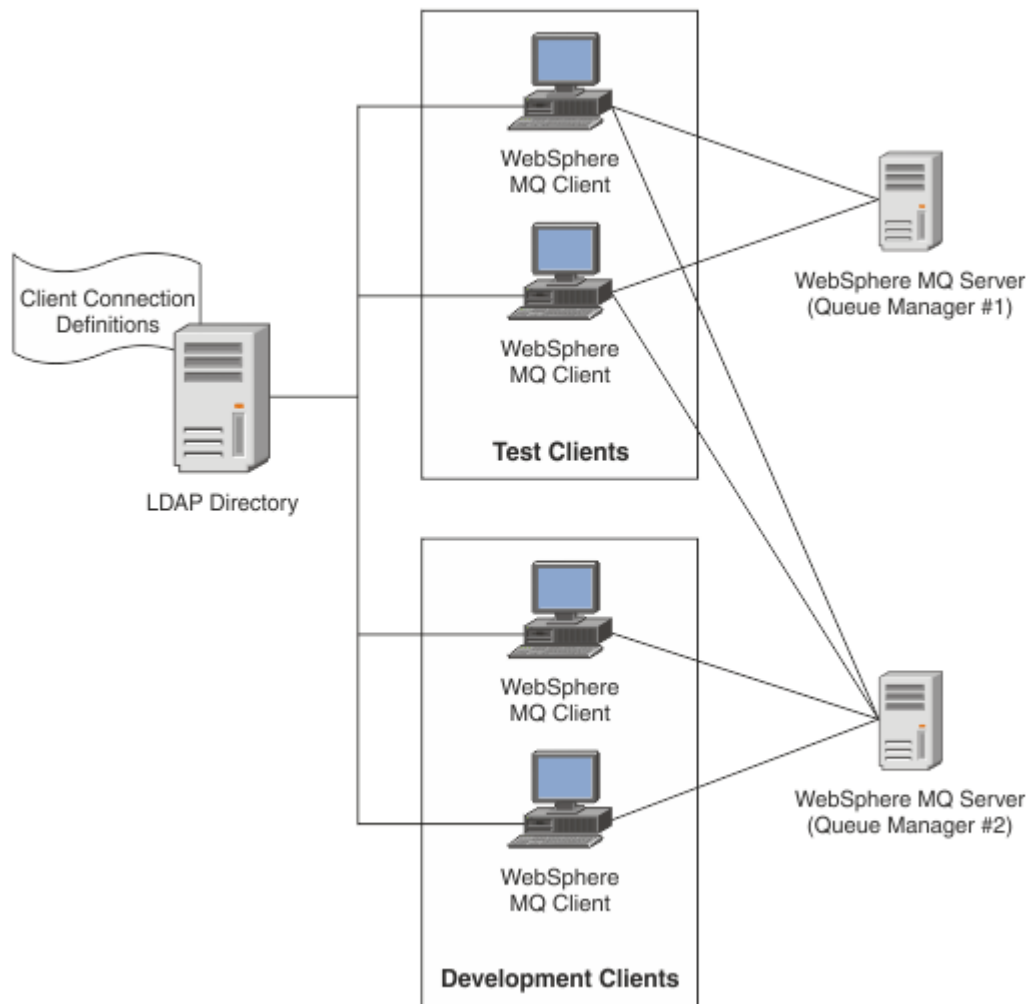 WebSphere
MQ Client
WebSphere
MQ Client
Test Clients
Client Connection
Definitions
LDAP Directory
WebSphere MQ Server
(Queue Manager #1)
WebSphere
MQ Client
WebSphere
MQ Client
Development Clients
WebSphere MQ Server
(Queue Manager #2)